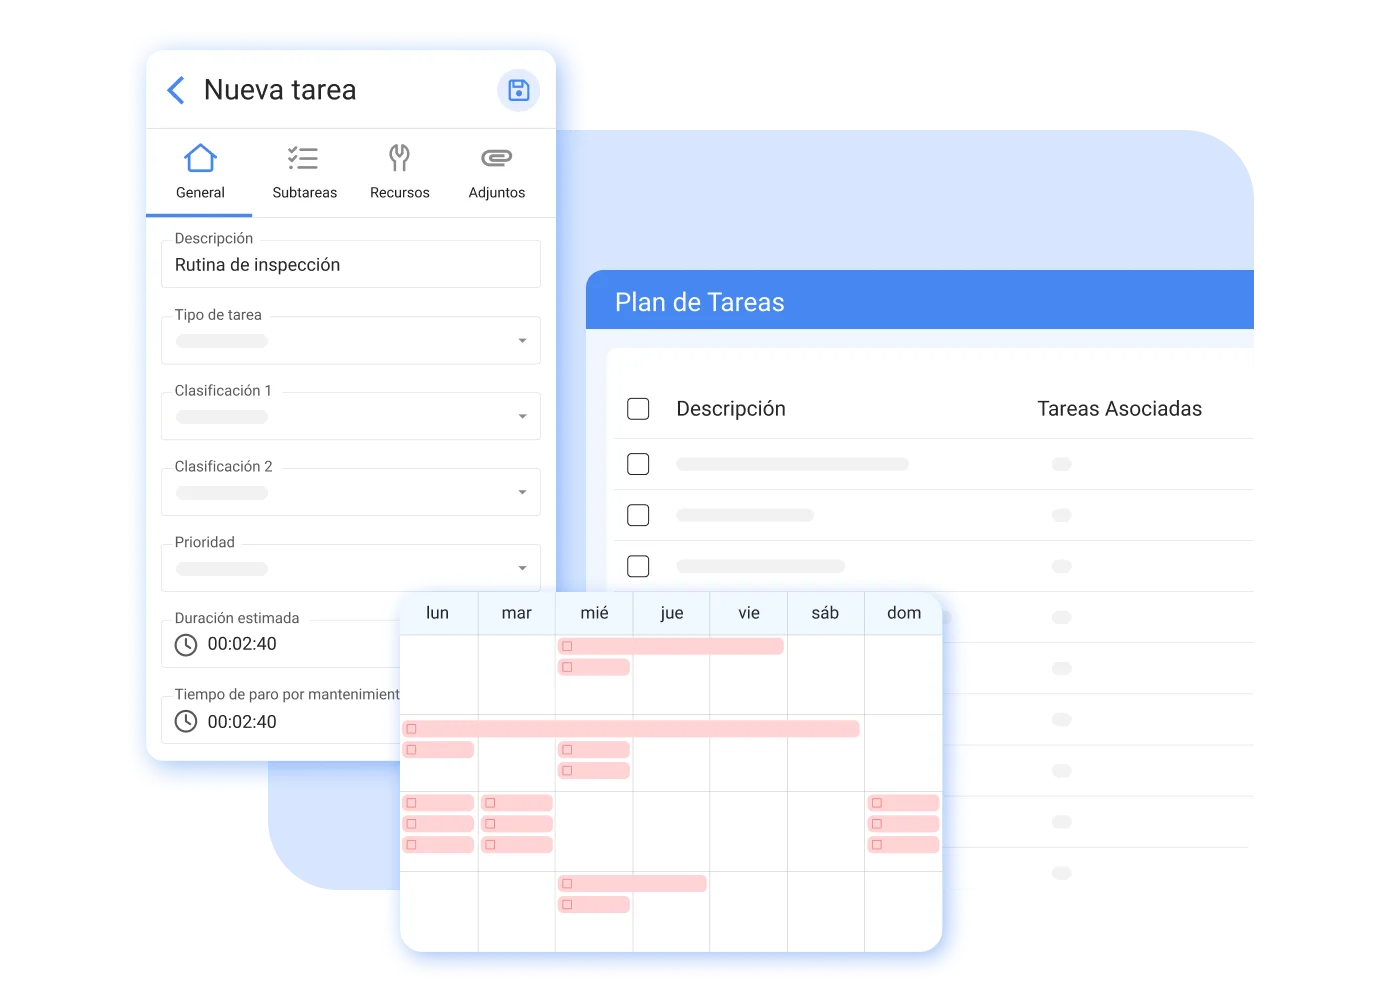 Nueva tarea
General
Subtareas
Recursos
Adjuntos
Descripción
Rutina de inspección
Tipo de tarea
Clasificación 1
Clasificación 2
Prioridad
Duración estimada
00:02:40
Tiempo de paro por mantenimient
00:02:40
Plan de Tareas
Descripción
Tareas Asociadas
lun
mar
mié
jue
vie
sáb
dom